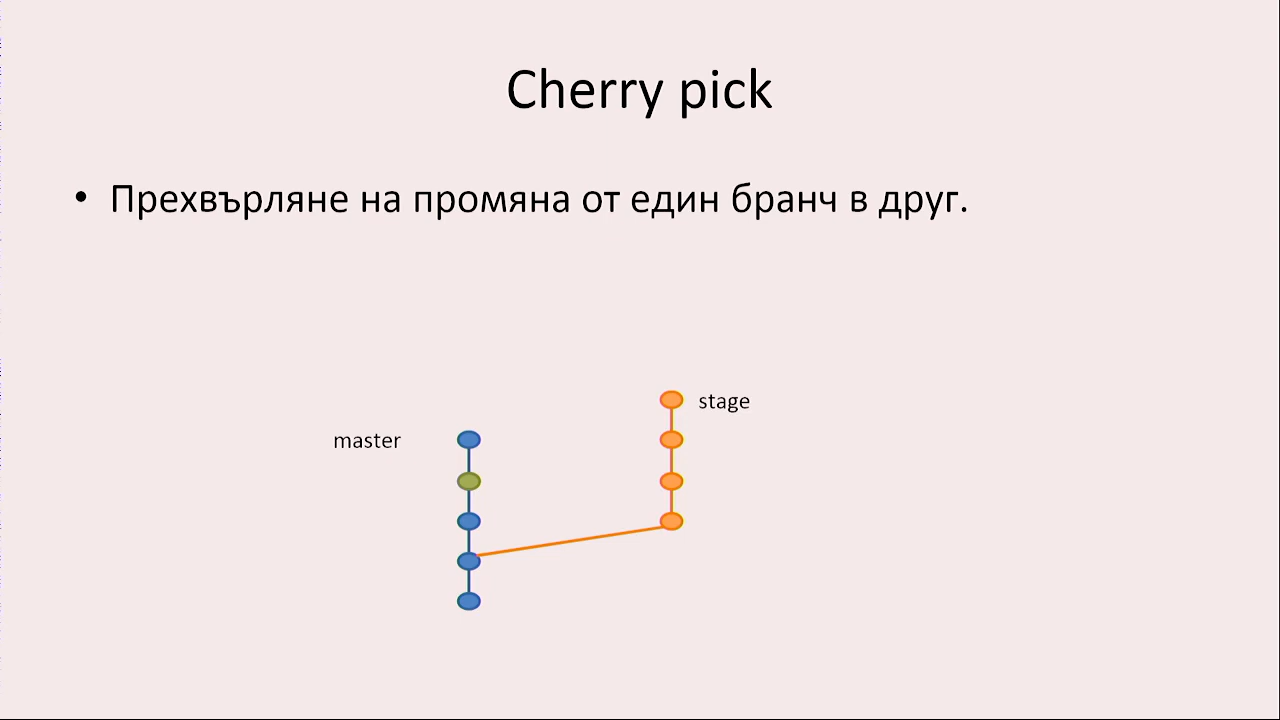 Cherry pick
• Прехвърляне на промяна от един бранч в друг.
stage
master